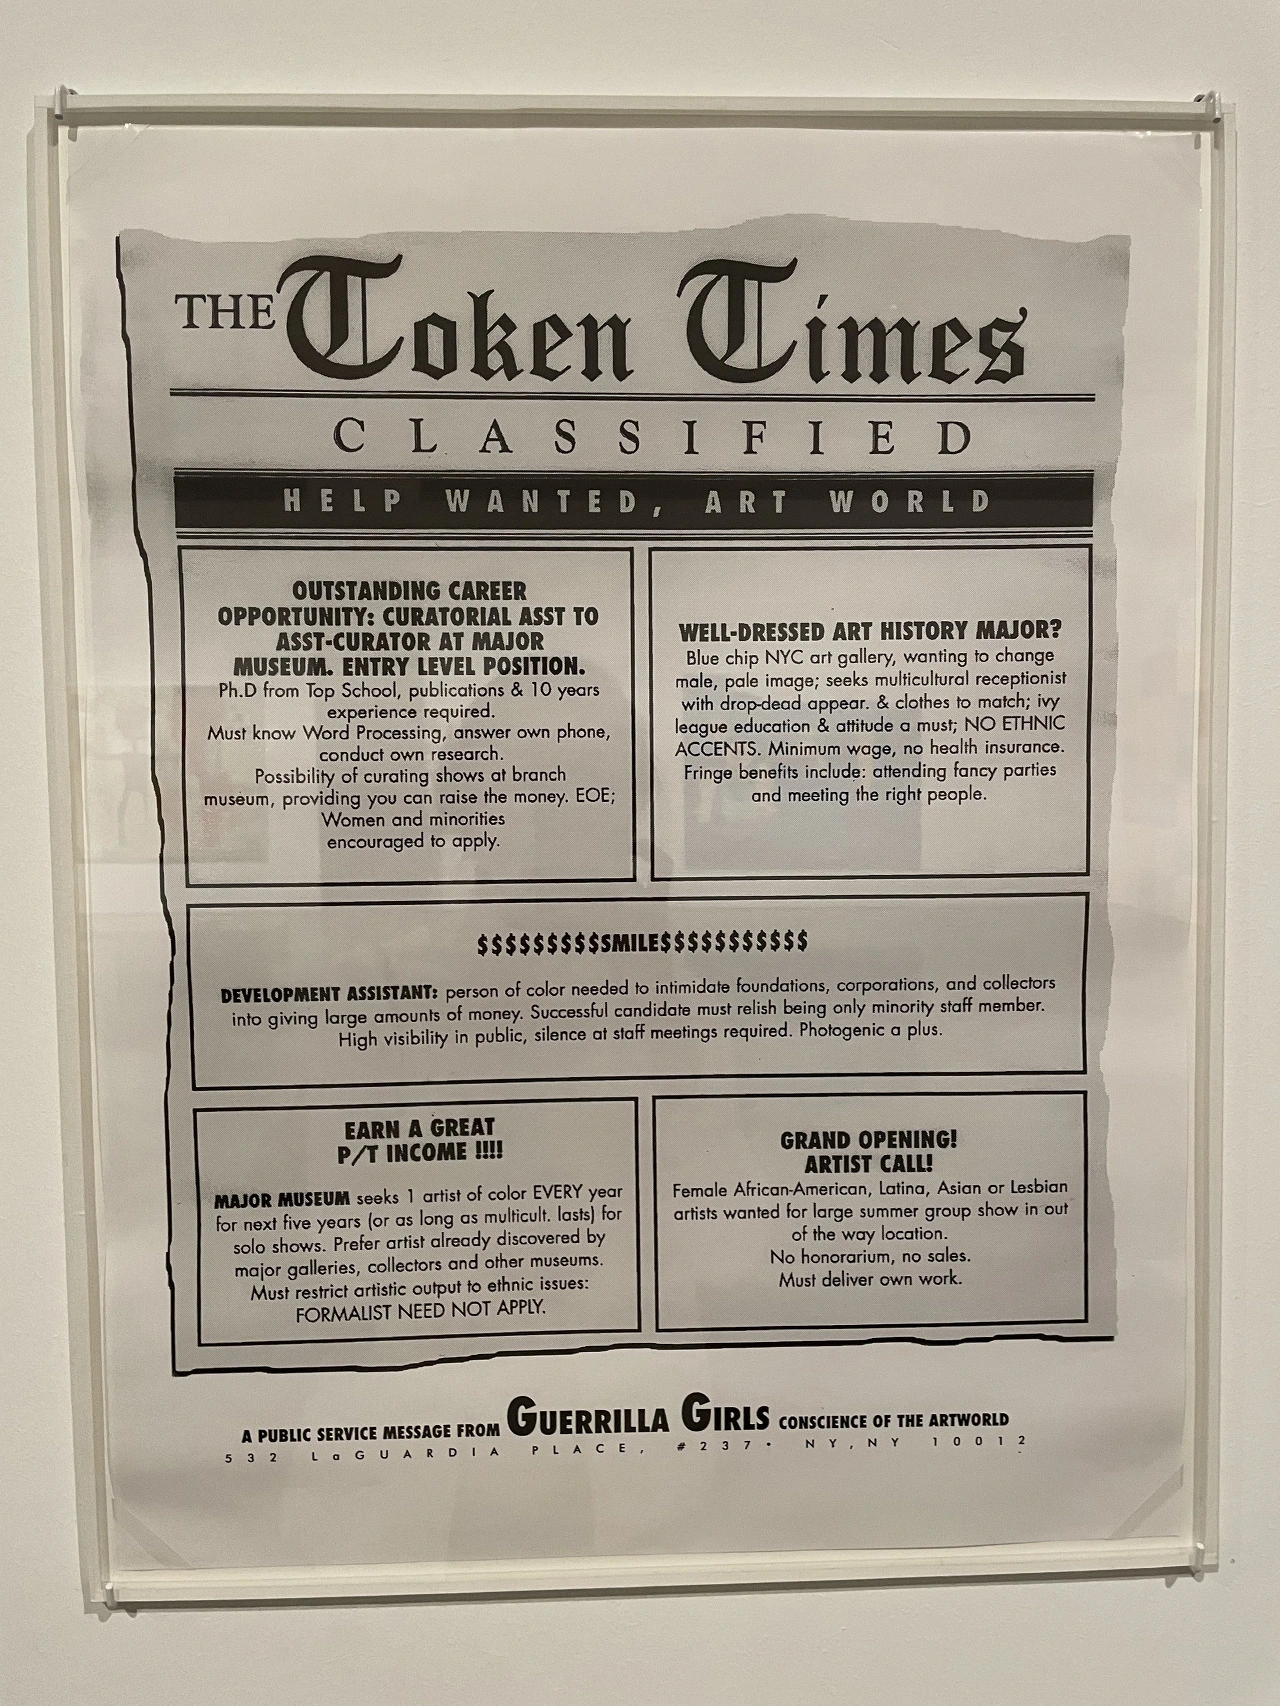 THE Token Times
CLASSIFIED
HELP WANTED, ART WORLD
OUTSTANDING CAREER
OPPORTUNITY: CURATORIAL ASST TO
ASST-CURATOR AT MAJOR
MUSEUM. ENTRY LEVEL POSITION.
Ph.D from Top School, publications & 10 years
experience required.
Must know Word Processing, answer own phone,
conduct own research.
Possibility of curating shows at branch
museum, providing you can raise the money. EOE;
Women and minorities
encouraged to apply.
WELL-DRESSED ART HISTORY MAJOR?
Blue chip NYC art gallery, wanting to change
male, pale image; seeks multicultural receptionist
with drop-dead appear. & clothes to match; ivy
league education & attitude a must; NO ETHNIC
ACCENTS. Minimum wage, no health insurance.
Fringe benefits include: attending fancy parties
and meeting the right people.
$$$$$$$$$SMILE$$$$$$$$$$$
DEVELOPMENT ASSISTANT: person of color needed to intimidate foundations, corporations, and collectors
into giving large amounts of money. Successful candidate must relish being only minority staff member.
High visibility in public, silence at staff meetings required. Photogenic a plus.
EARN A GREAT
P/T INCOME !!!!
MAJOR MUSEUM seeks 1 artist of color EVERY year
for next five years (or as long as multicult. lasts) for
solo shows. Prefer artist already discovered by
major galleries, collectors and other museums.
Must restrict artistic output to ethnic issues:
FORMALIST NEED NOT APPLY.
GRAND OPENING!
ARTIST CALL!
Female African-American, Latina, Asian or Lesbian
artists wanted for large summer group show in out
of the way location.
No honorarium, no sales.
Must deliver own work.
A PUBLIC SERVICE MESSAGE FROM GUERRILLA GIRLS CONSCIENCE OF THE ARTWORLD
532 LaGUARDIA PLACE, #237 • NY, NY 10012